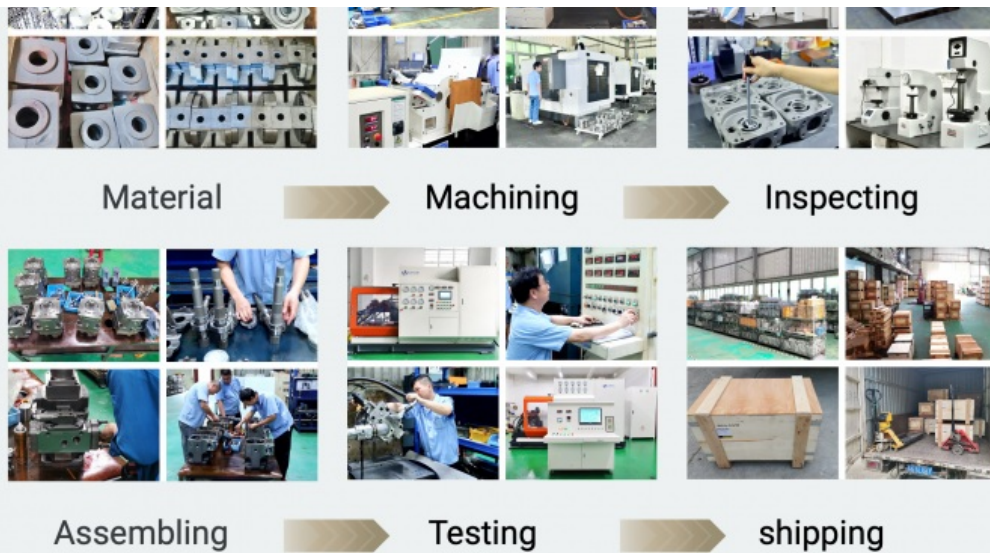 Material
Machining
Inspecting
Assembling
Testing
shipping